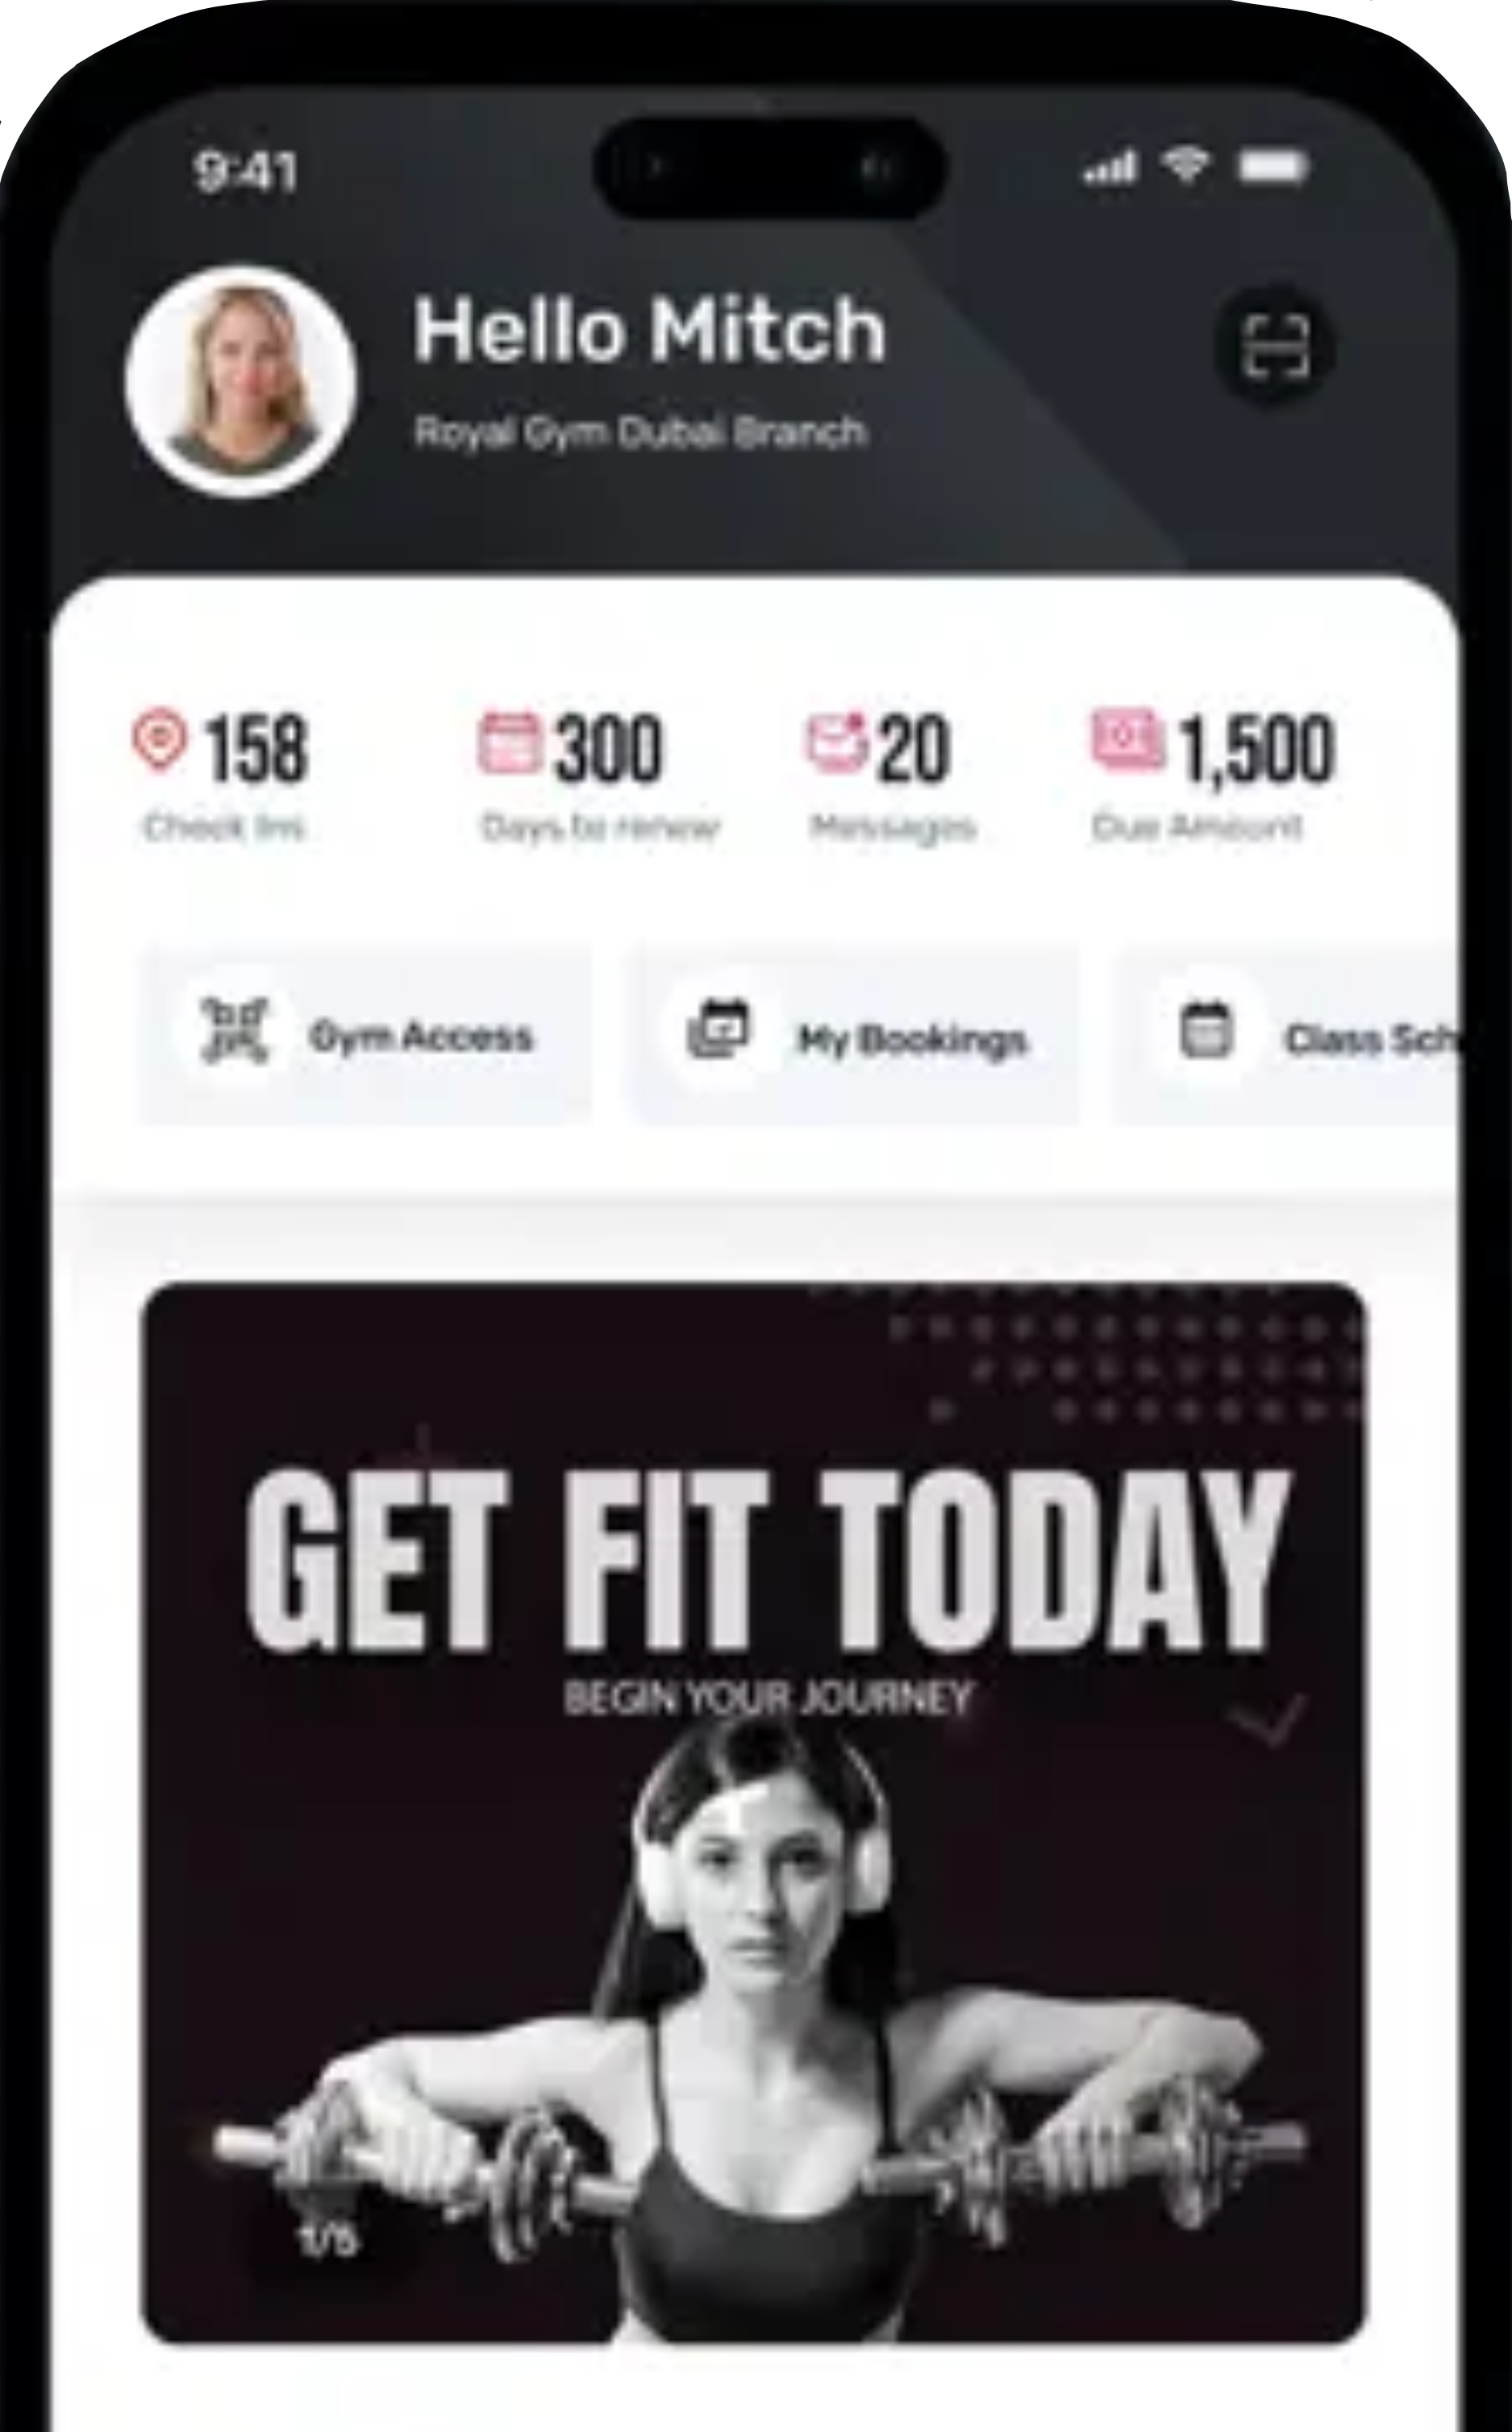 9:41
Hello Mitch
Royal Gym Dubai Branch
158 300 20 1,500
Check Ins Days to renew Messages Due Amount
Gym Access My Bookings Class Sch
GET FIT TODAY
BEGIN YOUR JOURNEY
1/5